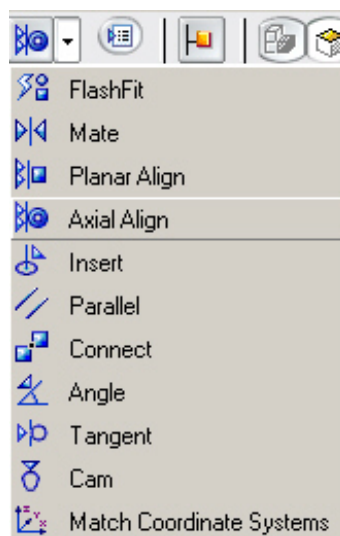 FlashFit
Mate
Planar Align
Axial Align
Insert
Parallel
Connect
Angle
Tangent
Cam
Match Coordinate Systems